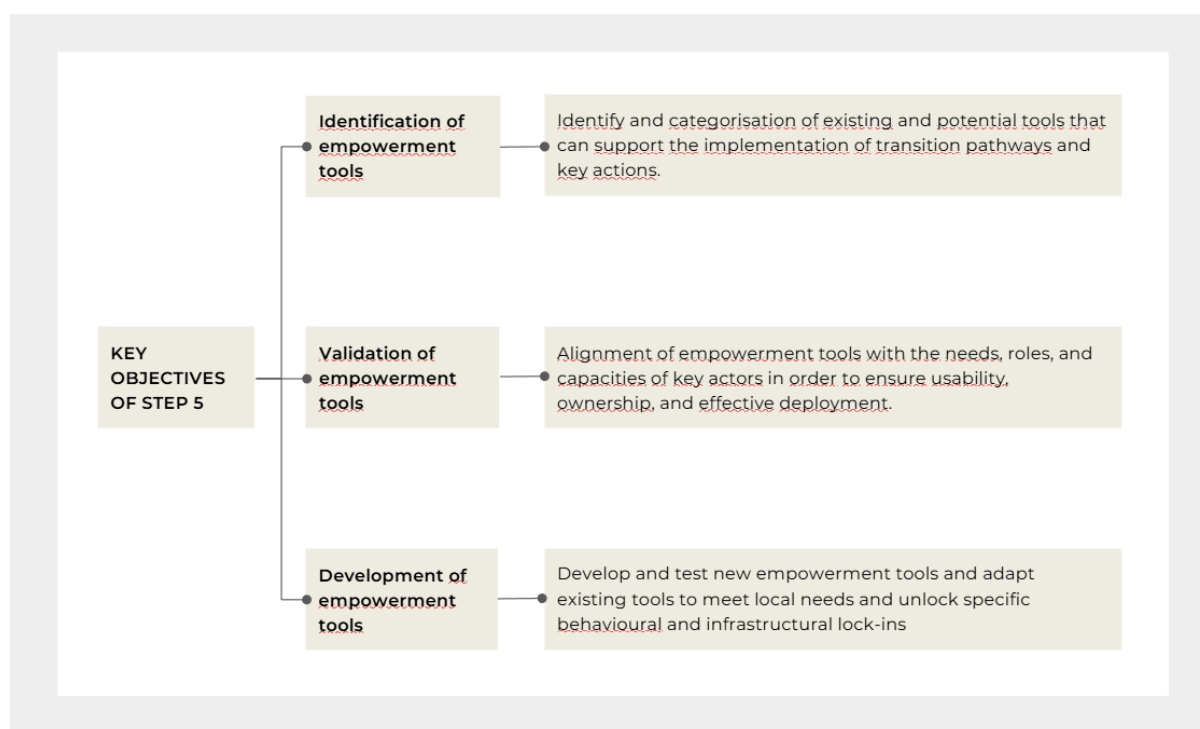 Identification of
empowerment
tools
Identify and categorisation of existing and potential tools that
can support the implementation of transition pathways and
key actions.
KEY
OBJECTIVES
OF STEP 5
Validation of
empowerment
tools
Alignment of empowerment tools with the needs, roles, and
capacities of key actors in order to ensure usability,
ownership, and effective deployment.
Development of
empowerment
tools
Develop and test new empowerment tools and adapt
existing tools to meet local needs and unlock specific
behavioural and infrastructural lock-ins